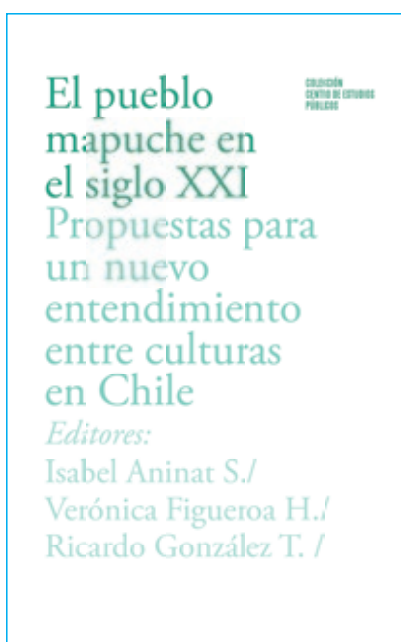 El pueblo
mapuche en
el siglo XXI
Propuestas para
un nuevo
entendimiento
entre culturas
en Chile
Editores:
Isabel Aninat S./
Verónica Figueroa H./
Ricardo González T. /
COLECCIÓN
CENTRO DE ESTUDIOS
PÚBLICOS